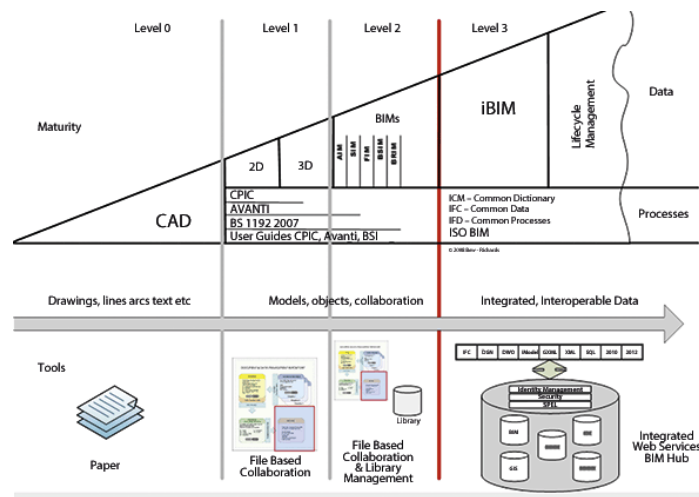 Level 0
Level 1
Level 2
Level 3
Maturity
Data
BIMs
iBIM
Lifecycle
Management
2D
3D
AIM
SIM
FIM
BSIM
BRIM
CAD
CPIC
AVANTI
BS 1192 2007
User Guides CPIC, Avanti, BSI
ICM – Common Dictionary
IFC – Common Data
IFD – Common Processes
ISO BIM
Processes
Drawings, lines arcs text etc
Models, objects, collaboration
Integrated, Interoperable Data
Tools
IFC DGN DWG iModel GXML XML SQL 2010 2012
Identity Management
Security
Library
BIM
GIS
Paper
File Based
Collaboration
File Based
Collaboration
& Library
Management
Integrated
Web Services
BIM Hub